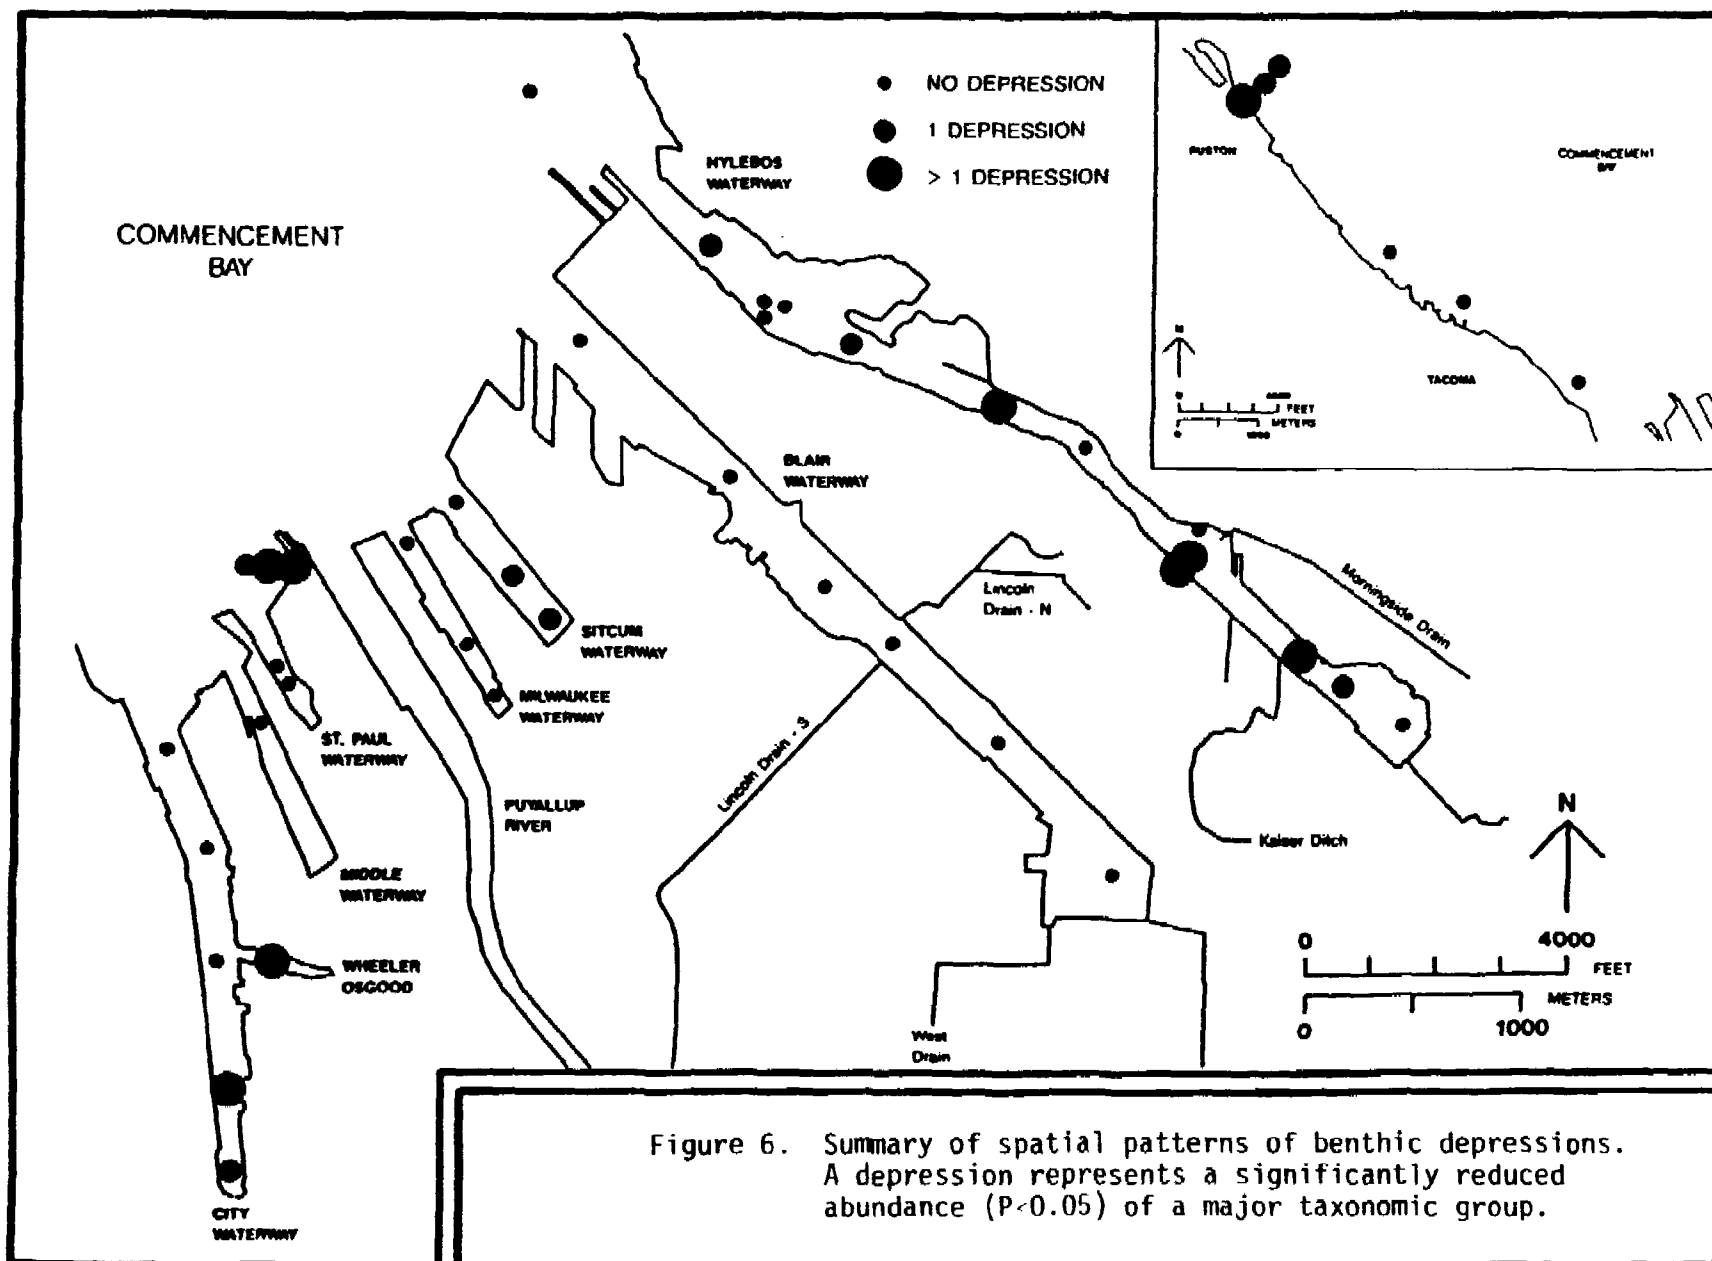 NO DEPRESSION
1 DEPRESSION
> 1 DEPRESSION
HYLEBOS
WATERWAY
COMMENCEMENT
BAY
RUSTON
COMMENCEMENT
BAY
N
TACOMA
FEET
METERS
0
1000
BLAIR
WATERWAY
Lincoln
Drain - N
Morningside Drain
SITCUM
WATERWAY
MILWAUKEE
WATERWAY
ST. PAUL
WATERWAY
Lincoln Drain - S
PUYALLUP
RIVER
MIDDLE
WATERWAY
Kaiser Ditch
N
WHEELER
OSGOOD
0 4000
FEET
METERS
0 1000
West
Drain
CITY
WATERWAY
Figure 6. Summary of spatial patterns of benthic depressions.
A depression represents a significantly reduced
abundance (P<0.05) of a major taxonomic group.